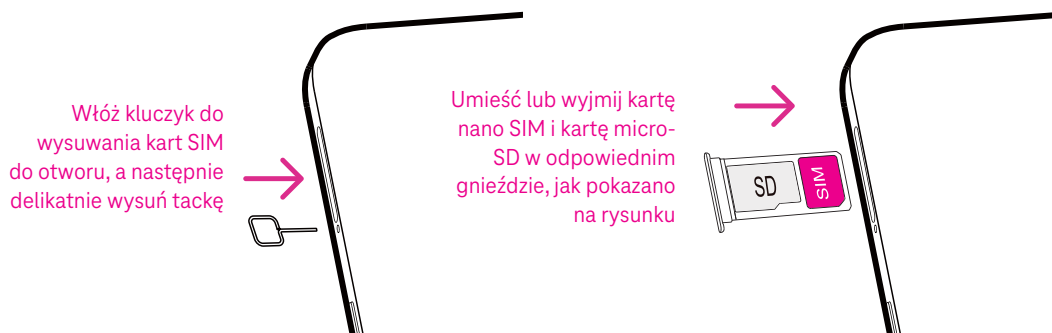 Włóż kluczyk do
wysuwania kart SIM
do otworu, a następnie
delikatnie wysuń tackę
Umieść lub wyjmij kartę
nano SIM i kartę micro-
SD w odpowiednim
gnieździe, jak pokazano
na rysunku
SD
SIM